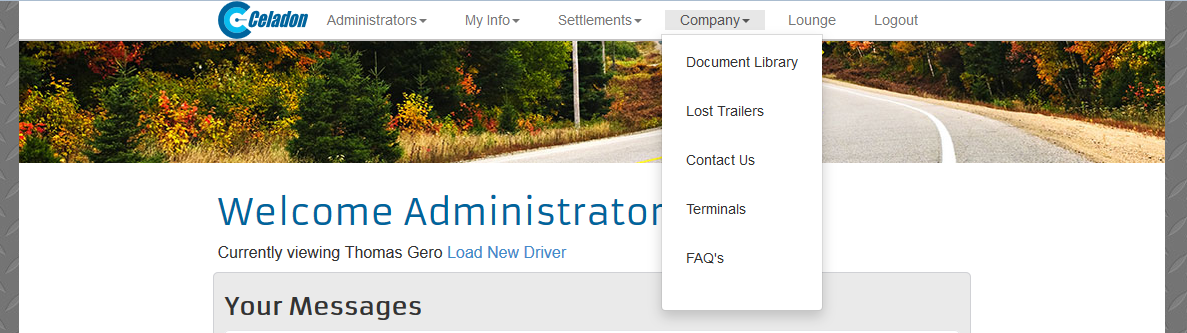 Celadon
Administrators My Info Settlements Company Lounge Logout
Document Library
Lost Trailers
Contact Us
Terminals
FAQ's
Welcome Administrator
Currently viewing Thomas Gero Load New Driver
Your Messages